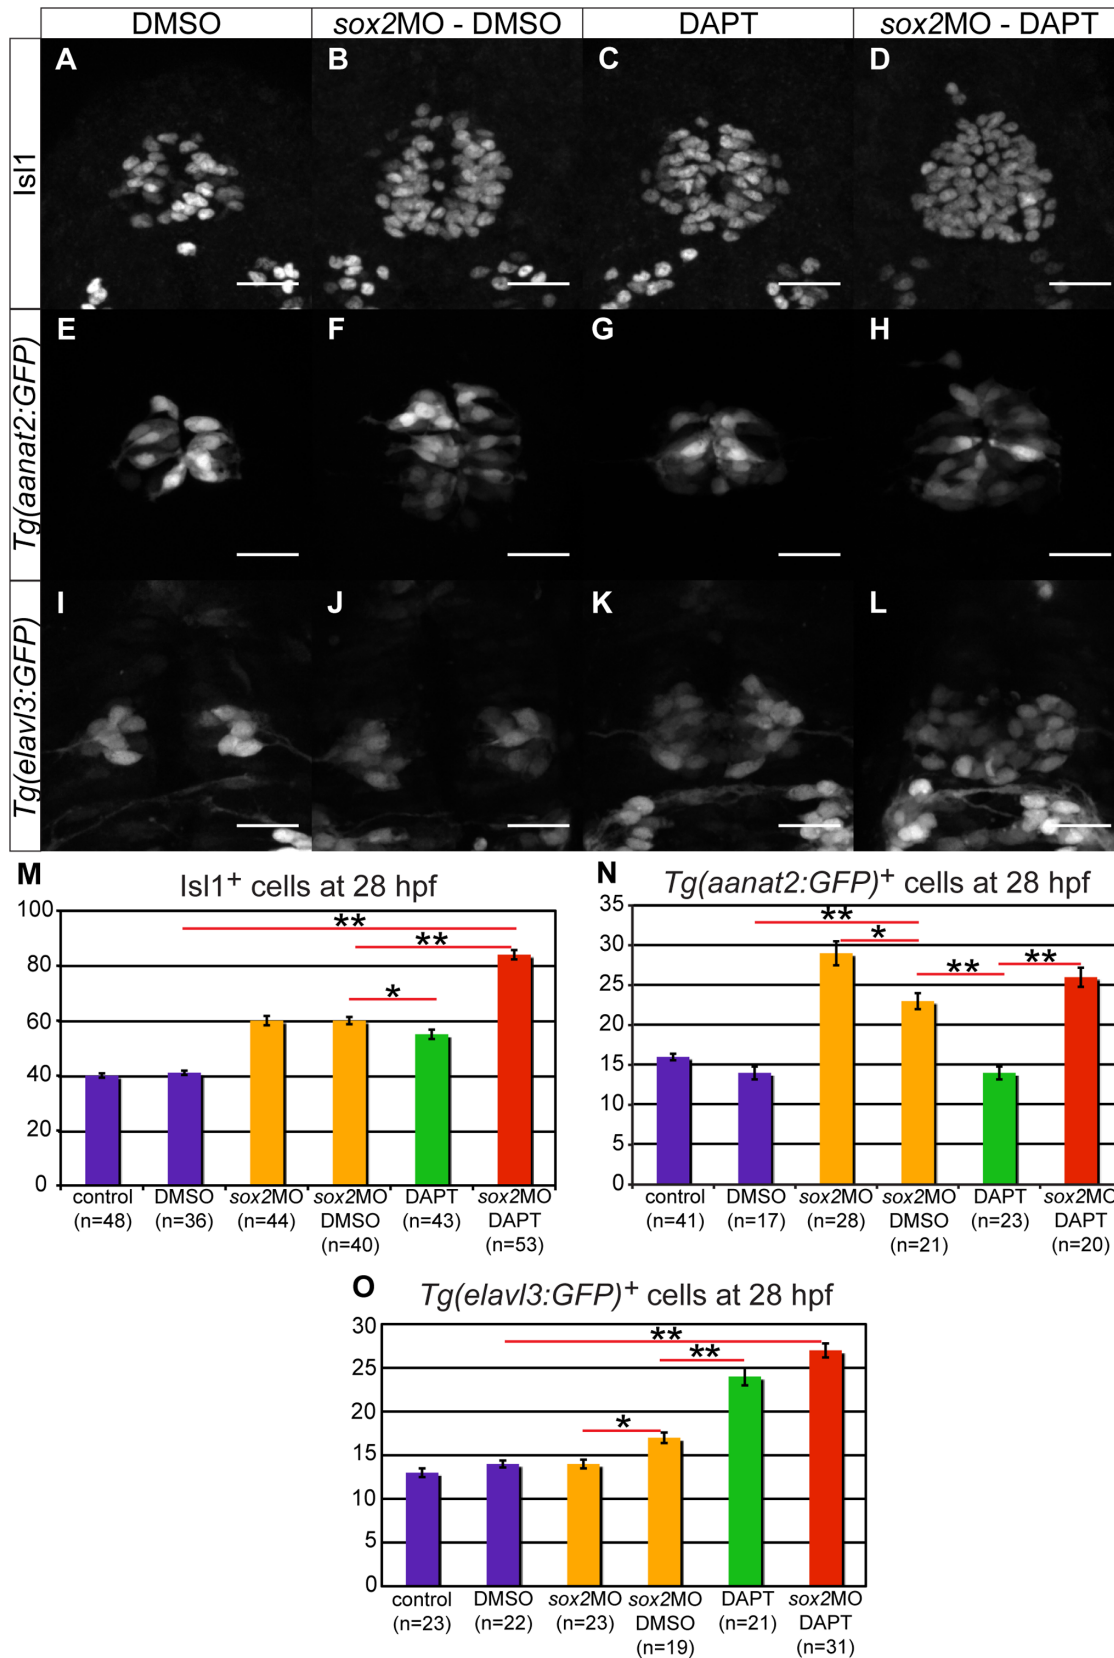 DMSO
sox2MO - DMSO
DAPT
sox2MO - DAPT
Isl1
A
B
C
D
Tg(aanat2:GFP)
E
F
G
H
Tg(elavl3:GFP)
I
J
K
L
M
Isl1+ cells at 28 hpf
100
80
60
40
20
0
**
**
*
control
(n=48)
DMSO
(n=36)
sox2MO
(n=44)
sox2MO
DMSO
(n=40)
DAPT
(n=43)
sox2MO
DAPT
(n=53)
N
Tg(aanat2:GFP)+ cells at 28 hpf
35
30
25
20
15
10
5
0
**
*
**
**
control
(n=41)
DMSO
(n=17)
sox2MO
(n=28)
sox2MO
DMSO
(n=21)
DAPT
(n=23)
sox2MO
DAPT
(n=20)
O
Tg(elavl3:GFP)+ cells at 28 hpf
30
25
20
15
10
5
0
**
**
*
control
(n=23)
DMSO
(n=22)
sox2MO
(n=23)
sox2MO
DMSO
(n=19)
DAPT
(n=21)
sox2MO
DAPT
(n=31)